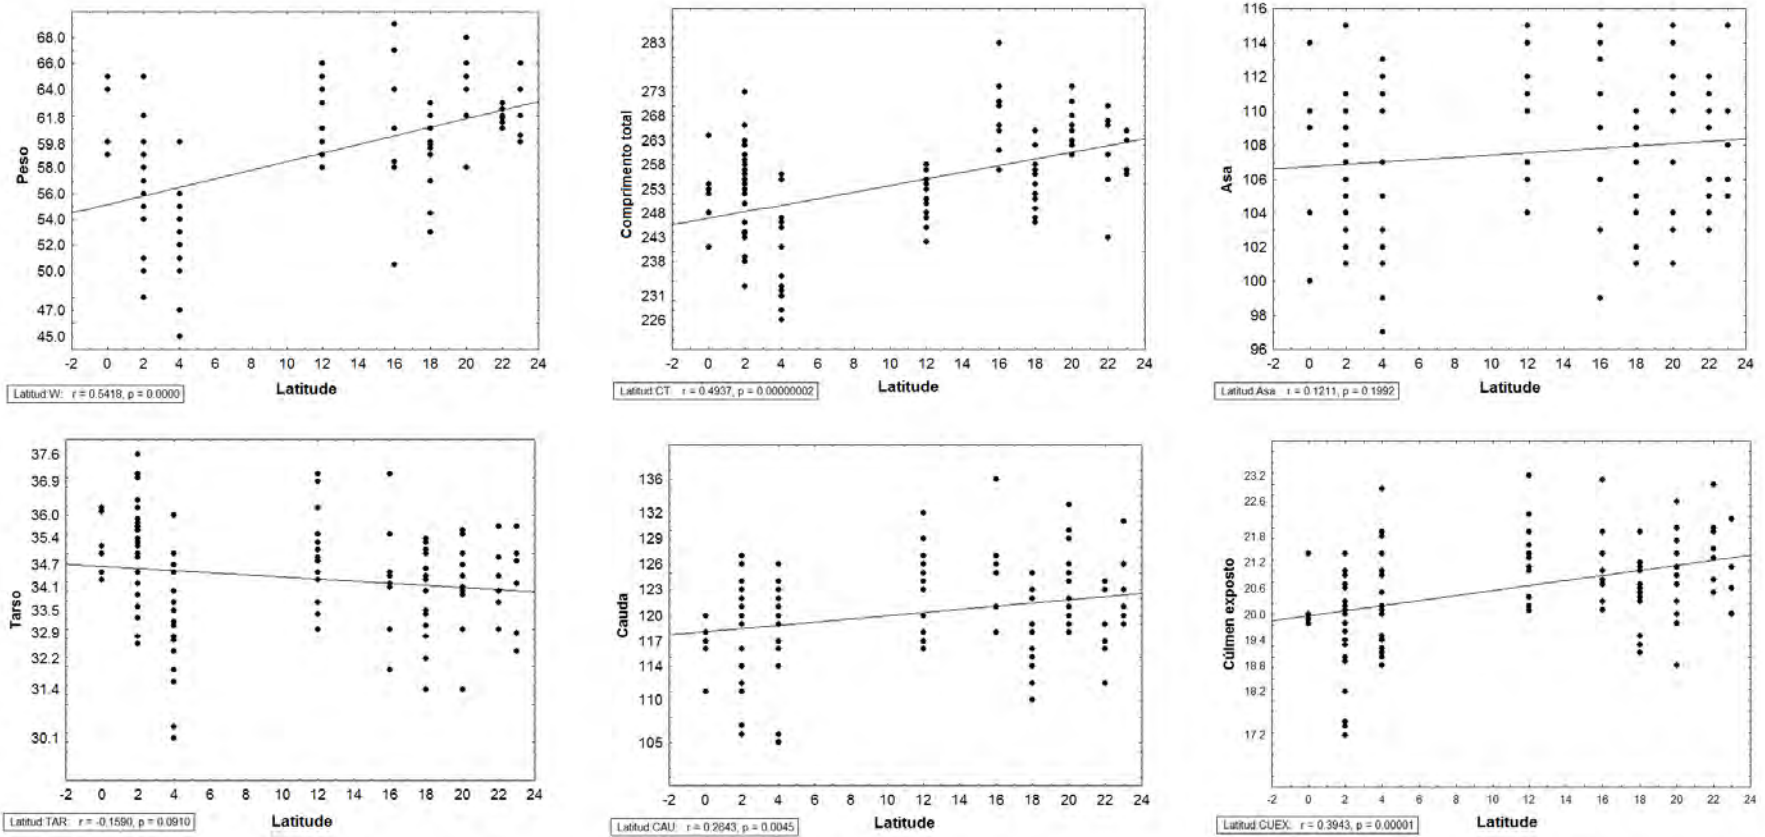 68.0
66.0
64.0
61.8
59.8
58.0
56.0
54.0
52.0
50.0
47.0
45.0
Peso
-2 0 2 4 6 8 10 12 14 16 18 20 22 24
Latitude
Latitud:W: r = 0.5418, p = 0.0000
283
273
268
263
258
253
248
243
238
231
226
Comprimento total
-2 0 2 4 6 8 10 12 14 16 18 20 22 24
Latitude
Latitud:CT: r = 0.4937, p = 0.00000002
116
114
112
110
108
106
104
102
100
98
96
Asa
-2 0 2 4 6 8 10 12 14 16 18 20 22 24
Latitude
Latitud:Asa: r = 0.1211, p = 0.1992
37.6
36.9
36.0
35.4
34.7
34.1
33.5
32.9
32.2
31.4
30.1
Tarso
-2 0 2 4 6 8 10 12 14 16 18 20 22 24
Latitude
Latitud:TAR: r = -0.1590, p = 0.0910
136
132
129
126
123
120
117
114
110
105
Cauda
-2 0 2 4 6 8 10 12 14 16 18 20 22 24
Latitude
Latitud:CAU: r = 0.2643, p = 0.0045
23.2
22.6
21.8
21.2
20.6
20.0
19.4
18.8
18.2
17.2
Cúlmen exposto
-2 0 2 4 6 8 10 12 14 16 18 20 22 24
Latitude
Latitud:CUEX: r = 0.3943, p = 0.00001